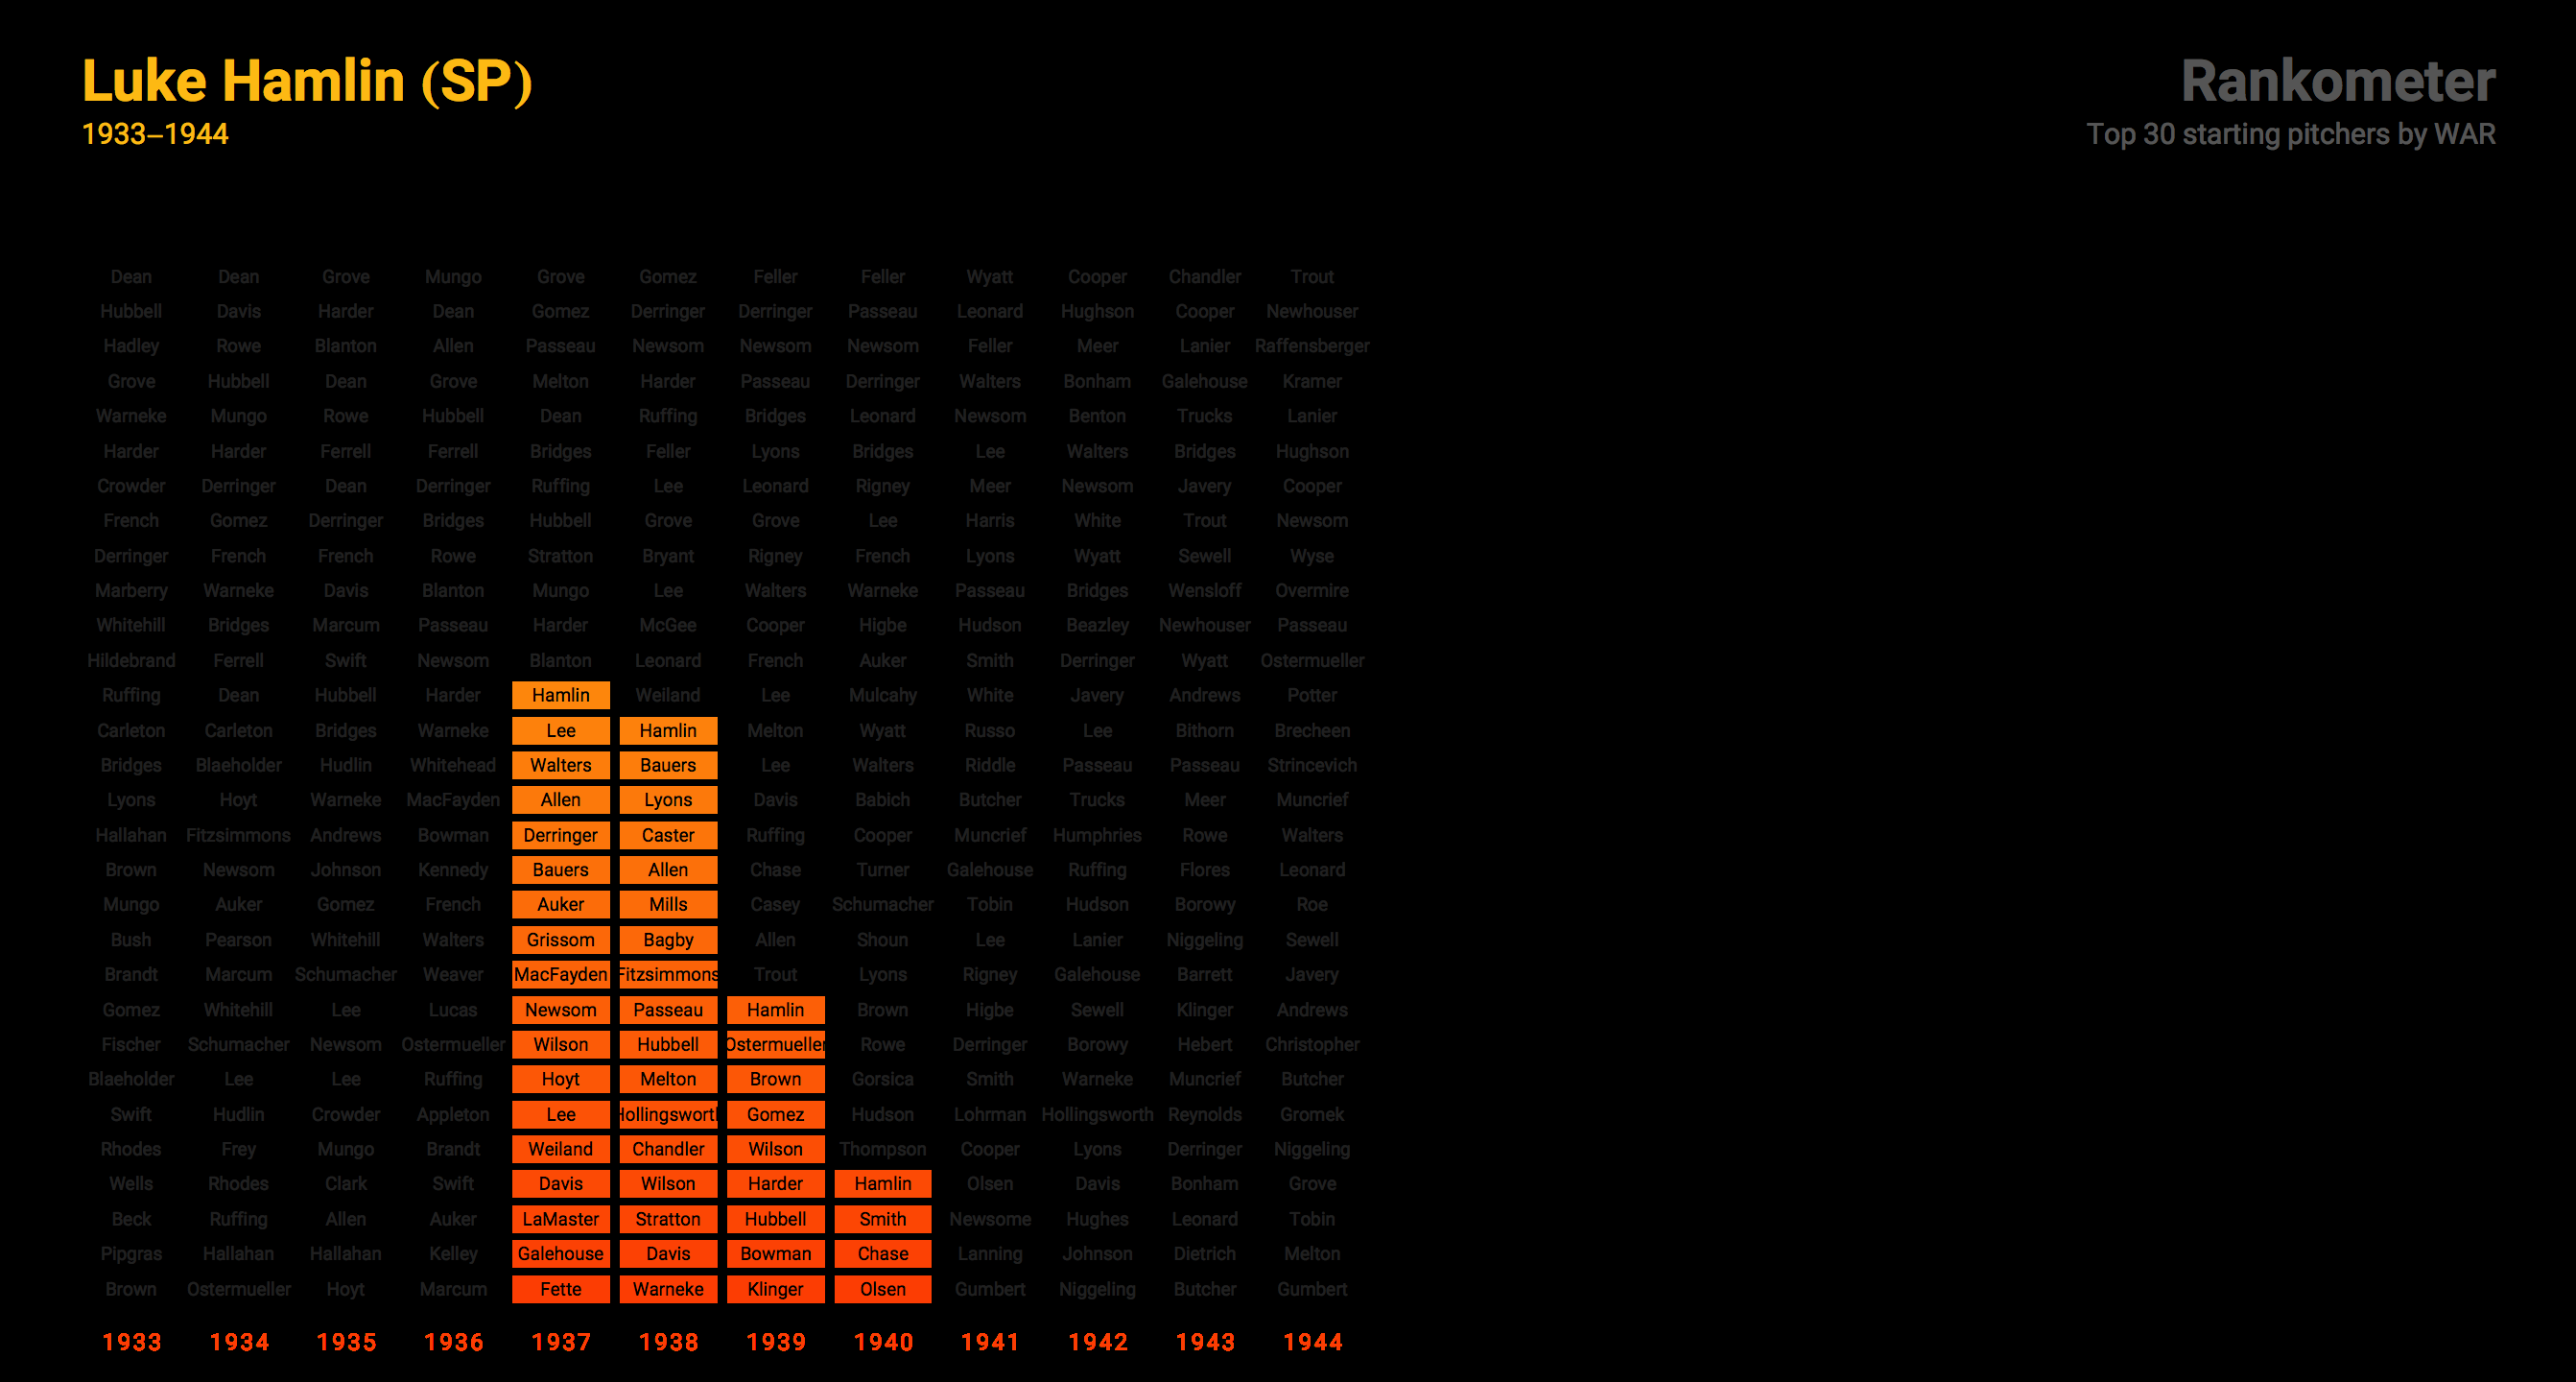 Luke Hamlin (SP)
1933–1944
Rankometer
Top 30 starting pitchers by WAR
Dean Dean Grove Mungo Grove Gomez Feller Feller Wyatt Cooper Chandler Trout
Hubbell Davis Harder Dean Gomez Derringer Derringer Passeau Leonard Hughson Cooper Newhouser
Hadley Rowe Blanton Allen Passeau Newsom Newsom Newsom Feller Meer Lanier Raffensberger
Grove Hubbell Dean Grove Melton Harder Passeau Derringer Walters Bonham Galehouse Kramer
Warneke Mungo Rowe Hubbell Dean Ruffing Bridges Leonard Newsom Benton Trucks Lanier
Harder Harder Ferrell Ferrell Bridges Feller Lyons Bridges Lee Walters Bridges Hughson
Crowder Derringer Dean Derringer Ruffing Lee Leonard Rigney Meer Newsom Javery Cooper
French Gomez Derringer Bridges Hubbell Grove Grove Lee Harris White Trout Newsom
Derringer French French Rowe Stratton Bryant Rigney French Lyons Wyatt Sewell Wyse
Marberry Warneke Davis Blanton Mungo Lee Walters Warneke Passeau Bridges Wensloff Overmire
Whitehill Bridges Marcum Passeau Harder McGee Cooper Higbe Hudson Beazley Newhouser Passeau
Hildebrand Ferrell Swift Newsom Blanton Leonard French Auker Smith Derringer Wyatt Ostermueller
Ruffing Dean Hubbell Harder Hamlin Weiland Lee Mulcahy White Javery Andrews Potter
Carleton Carleton Bridges Warneke Lee Hamlin Melton Wyatt Russo Lee Bithorn Brecheen
Bridges Blaeholder Hudlin Whitehead Walters Bauers Lee Walters Riddle Passeau Passeau Strincevich
Lyons Hoyt Warneke MacFayden Allen Lyons Davis Babich Butcher Trucks Meer Muncrief
Hallahan Fitzsimmons Andrews Bowman Derringer Caster Ruffing Cooper Muncrief Humphries Rowe Walters
Brown Newsom Johnson Kennedy Bauers Allen Chase Turner Galehouse Ruffing Flores Leonard
Mungo Auker Gomez French Auker Mills Casey Schumacher Tobin Hudson Borowy Roe
Bush Pearson Whitehill Walters Grissom Bagby Allen Shoun Lee Lanier Niggeling Sewell
Brandt Marcum Schumacher Weaver MacFayden Fitzsimmons Trout Lyons Rigney Galehouse Barrett Javery
Gomez Whitehill Lee Lucas Newsom Passeau Hamlin Brown Higbe Sewell Klinger Andrews
Fischer Schumacher Newsom Ostermueller Wilson Hubbell Ostermueller Rowe Derringer Borowy Hebert Christopher
Blaeholder Lee Lee Ruffing Hoyt Melton Brown Gorsica Smith Warneke Muncrief Butcher
Swift Hudlin Crowder Appleton Lee Hollingsworth Gomez Hudson Lohrman Hollingsworth Reynolds Gromek
Rhodes Frey Mungo Brandt Weiland Chandler Wilson Thompson Cooper Lyons Derringer Niggeling
Wells Rhodes Clark Swift Davis Wilson Harder Hamlin Olsen Davis Bonham Grove
Beck Ruffing Allen Auker LaMaster Stratton Hubbell Smith Newsome Hughes Leonard Tobin
Pipgras Hallahan Hallahan Kelley Galehouse Davis Bowman Chase Lanning Johnson Dietrich Melton
Brown Ostermueller Hoyt Marcum Fette Warneke Klinger Olsen Gumbert Niggeling Butcher Gumbert
1933 1934 1935 1936 1937 1938 1939 1940 1941 1942 1943 1944